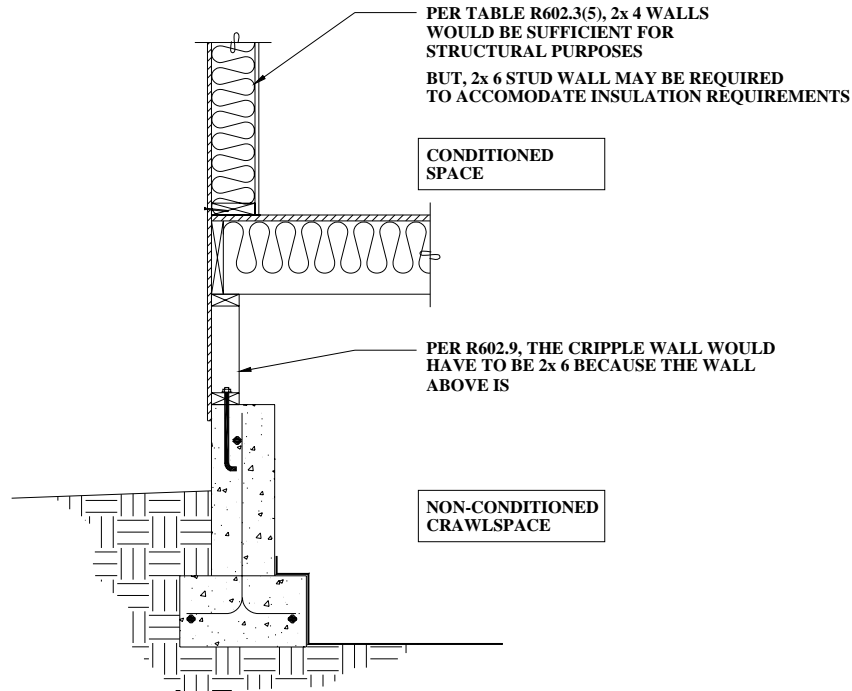 PER TABLE R602.3(5), 2x 4 WALLS
WOULD BE SUFFICIENT FOR
STRUCTURAL PURPOSES
BUT, 2x 6 STUD WALL MAY BE REQUIRED
TO ACCOMODATE INSULATION REQUIREMENTS
CONDITIONED
SPACE
PER R602.9, THE CRIPPLE WALL WOULD
HAVE TO BE 2x 6 BECAUSE THE WALL
ABOVE IS
NON-CONDITIONED
CRAWLSPACE